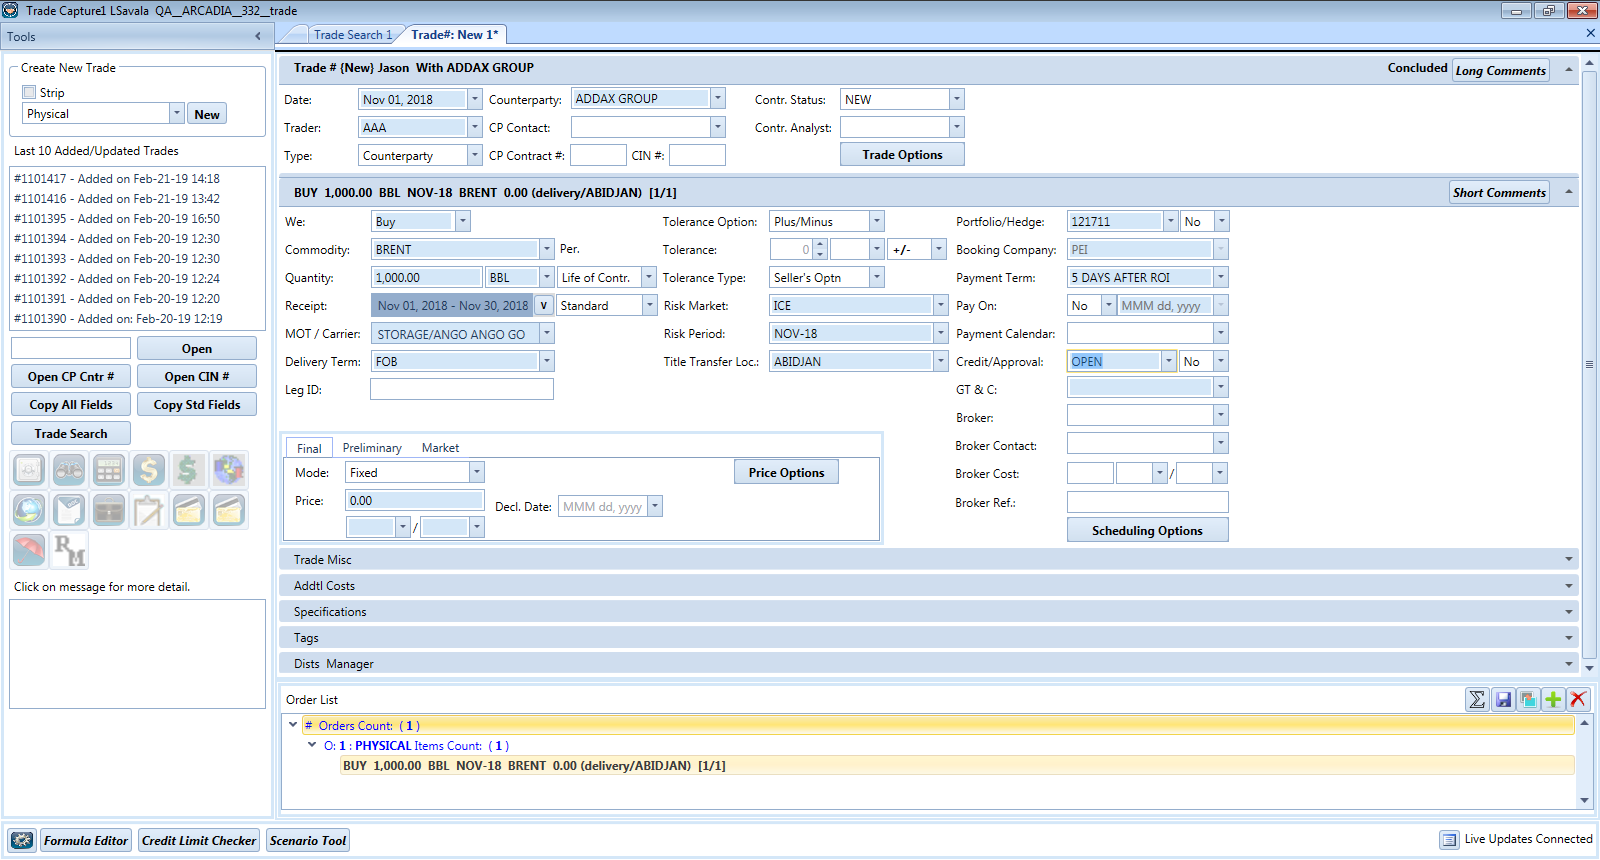 Trade Capture1 LSavala QA__ARCADIA__332__trade
Tools
Trade Search 1
Trade#: New 1*
Create New Trade
Strip
Physical
New
Last 10 Added/Updated Trades
#1101417 - Added on Feb-21-19 14:18
#1101416 - Added on Feb-21-19 13:42
#1101395 - Added on Feb-20-19 16:50
#1101394 - Added on Feb-20-19 12:30
#1101393 - Added on Feb-20-19 12:30
#1101392 - Added on Feb-20-19 12:24
#1101391 - Added on Feb-20-19 12:20
#1101390 - Added on: Feb-20-19 12:19
Open
Open CP Cntr # Open CIN #
Copy All Fields Copy Std Fields
Trade Search
RM
Click on message for more detail.
Trade # {New} Jason With ADDAX GROUP Concluded Long Comments
Date: Nov 01, 2018 Counterparty: ADDAX GROUP Contr. Status: NEW
Trader: AAA CP Contact: Contr. Analyst:
Type: Counterparty CP Contract #: CIN #: Trade Options
BUY 1,000.00 BBL NOV-18 BRENT 0.00 (delivery/ABIDJAN) [1/1] Short Comments
We: Buy Tolerance Option: Plus/Minus Portfolio/Hedge: 121711 No
Commodity: BRENT Per. Tolerance: 0 +/- Booking Company: PEI
Quantity: 1,000.00 BBL Life of Contr. Tolerance Type: Seller's Optn Payment Term: 5 DAYS AFTER ROI
Receipt: Nov 01, 2018 - Nov 30, 2018 v Standard Risk Market: ICE Pay On: No MMM dd, yyyy
MOT / Carrier: STORAGE/ANGO ANGO GO Risk Period: NOV-18 Payment Calendar:
Delivery Term: FOB Title Transfer Loc.: ABIDJAN Credit/Approval: OPEN No
Leg ID: GT & C:
Broker:
Broker Contact:
Broker Cost: /
Broker Ref.:
Scheduling Options
Final Preliminary Market
Mode: Fixed Price Options
Price: 0.00 Decl. Date: MMM dd, yyyy
/
Trade Misc
Addtl Costs
Specifications
Tags
Dists Manager
Order List
# Orders Count: ( 1 )
O: 1 : PHYSICAL Items Count: ( 1 )
BUY 1,000.00 BBL NOV-18 BRENT 0.00 (delivery/ABIDJAN) [1/1]
Formula Editor Credit Limit Checker Scenario Tool Live Updates Connected